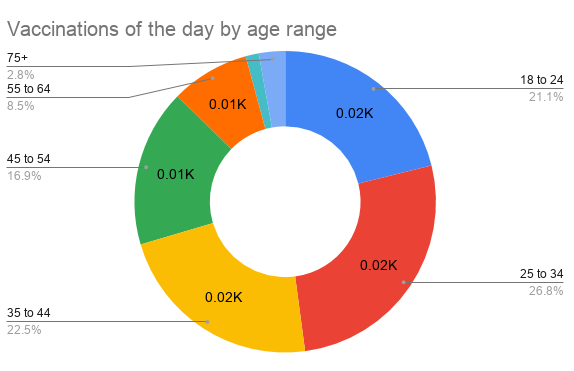 Vaccinations of the day by age range
75+
2.8%
55 to 64
8.5%
45 to 54
16.9%
35 to 44
22.5%
18 to 24
21.1%
25 to 34
26.8%
0.01K
0.02K
0.01K
0.02K
0.02K